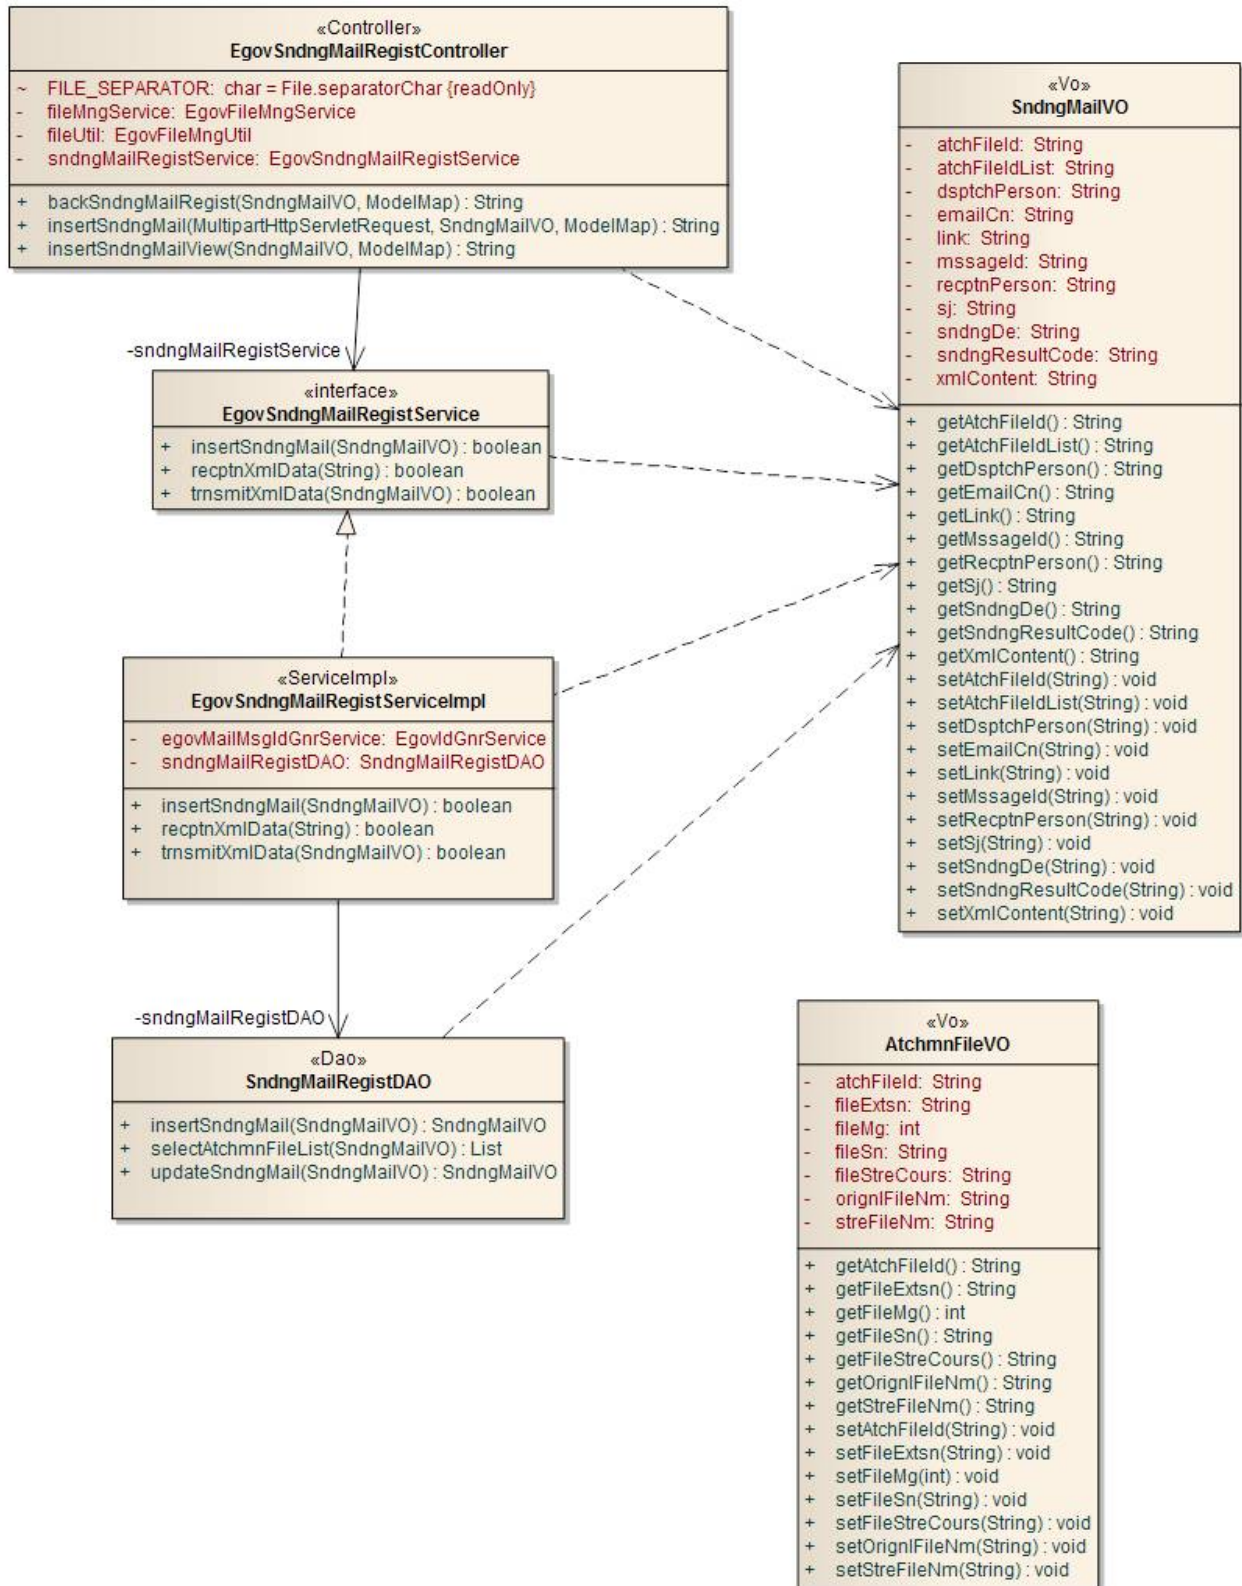 «Controller»
EgovSndngMailRegistController
~ FILE_SEPARATOR: char = File.separatorChar {readOnly}
- fileMngService: EgovFileMngService
- fileUtil: EgovFileMngUtil
- sndngMailRegistService: EgovSndngMailRegistService
+ backSndngMailRegist(SndngMailVO, ModelMap) : String
+ insertSndngMail(MultipartHttpServletRequest, SndngMailVO, ModelMap) : String
+ insertSndngMailView(SndngMailVO, ModelMap) : String
-sndngMailRegistService
«interface»
EgovSndngMailRegistService
+ insertSndngMail(SndngMailVO) : boolean
+ recptnXmlData(String) : boolean
+ trnsmitXmlData(SndngMailVO) : boolean
«ServiceImpl»
EgovSndngMailRegistServiceImpl
- egovMailMsgIdGnrService: EgovIdGnrService
- sndngMailRegistDAO: SndngMailRegistDAO
+ insertSndngMail(SndngMailVO) : boolean
+ recptnXmlData(String) : boolean
+ trnsmitXmlData(SndngMailVO) : boolean
-sndngMailRegistDAO
«Dao»
SndngMailRegistDAO
+ insertSndngMail(SndngMailVO) : SndngMailVO
+ selectAtchmnFileList(SndngMailVO) : List
+ updateSndngMail(SndngMailVO) : SndngMailVO
«Vo»
SndngMailVO
- atchFileId: String
- atchFileIdList: String
- dsptchPerson: String
- emailCn: String
- link: String
- mssageId: String
- recptnPerson: String
- sj: String
- sndngDe: String
- sndngResultCode: String
- xmlContent: String
+ getAtchFileId() : String
+ getAtchFileIdList() : String
+ getDsptchPerson() : String
+ getEmailCn() : String
+ getLink() : String
+ getMssageId() : String
+ getRecptnPerson() : String
+ getSj() : String
+ getSndngDe() : String
+ getSndngResultCode() : String
+ getXmlContent() : String
+ setAtchFileId(String) : void
+ setAtchFileIdList(String) : void
+ setDsptchPerson(String) : void
+ setEmailCn(String) : void
+ setLink(String) : void
+ setMssageId(String) : void
+ setRecptnPerson(String) : void
+ setSj(String) : void
+ setSndngDe(String) : void
+ setSndngResultCode(String) : void
+ setXmlContent(String) : void
«Vo»
AtchmnFileVO
- atchFileId: String
- fileExtsn: String
- fileMg: int
- fileSn: String
- fileStreCours: String
- orignlFileNm: String
- streFileNm: String
+ getAtchFileId() : String
+ getFileExtsn() : String
+ getFileMg() : int
+ getFileSn() : String
+ getFileStreCours() : String
+ getOrignlFileNm() : String
+ getStreFileNm() : String
+ setAtchFileId(String) : void
+ setFileExtsn(String) : void
+ setFileMg(int) : void
+ setFileSn(String) : void
+ setFileStreCours(String) : void
+ setOrignlFileNm(String) : void
+ setStreFileNm(String) : void